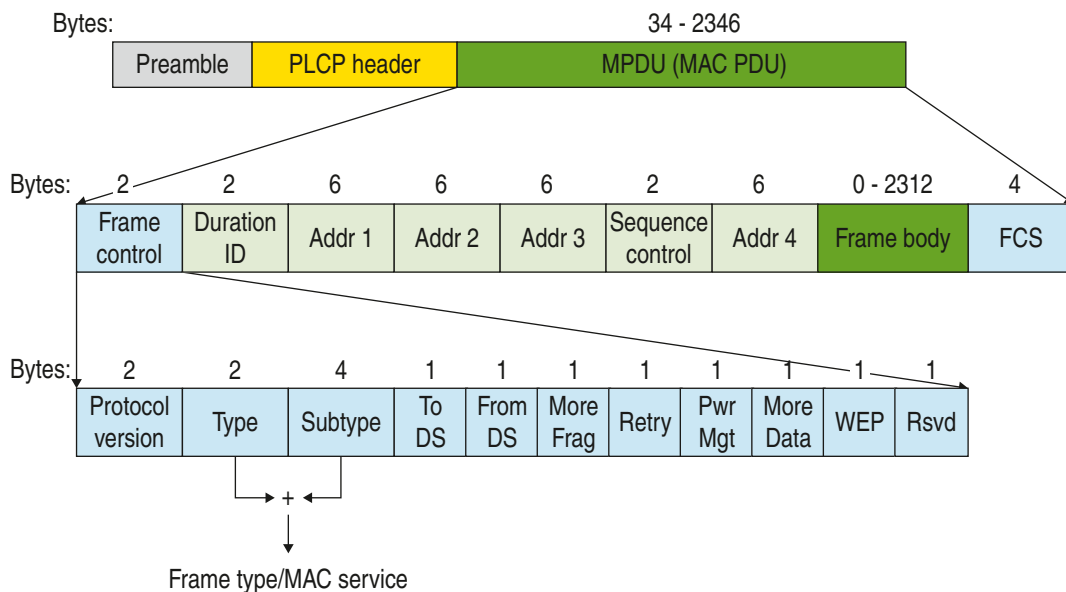 Bytes: 34 - 2346
Preamble PLCP header MPDU (MAC PDU)
Bytes: 2 2 6 6 6 2 6 0 - 2312 4
Frame control
Duration ID
Addr 1
Addr 2
Addr 3
Sequence control
Addr 4
Frame body
FCS
Bytes: 2 2 4 1 1 1 1 1 1 1 1
Protocol version
Type
Subtype
To DS
From DS
More Frag
Retry
Pwr Mgt
More Data
WEP
Rsvd
+
Frame type/MAC service